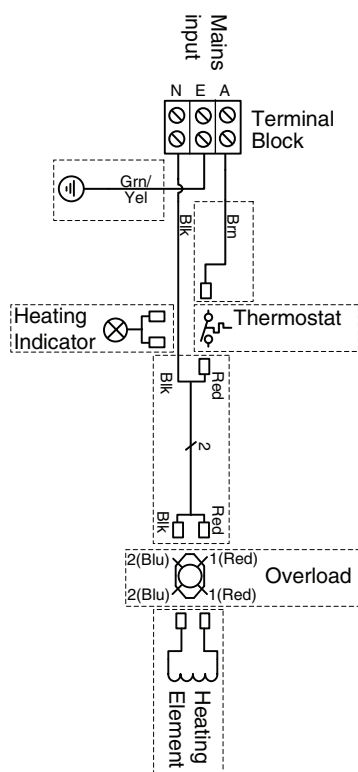 Mains
input
N E A
Terminal
Block
Grn/
Yel
Blk
Brn
Heating
Indicator
Thermostat
Blk
Red
2
Blk
Red
2(Blu) 1(Red)
Overload
2(Blu) 1(Red)
Heating
Element